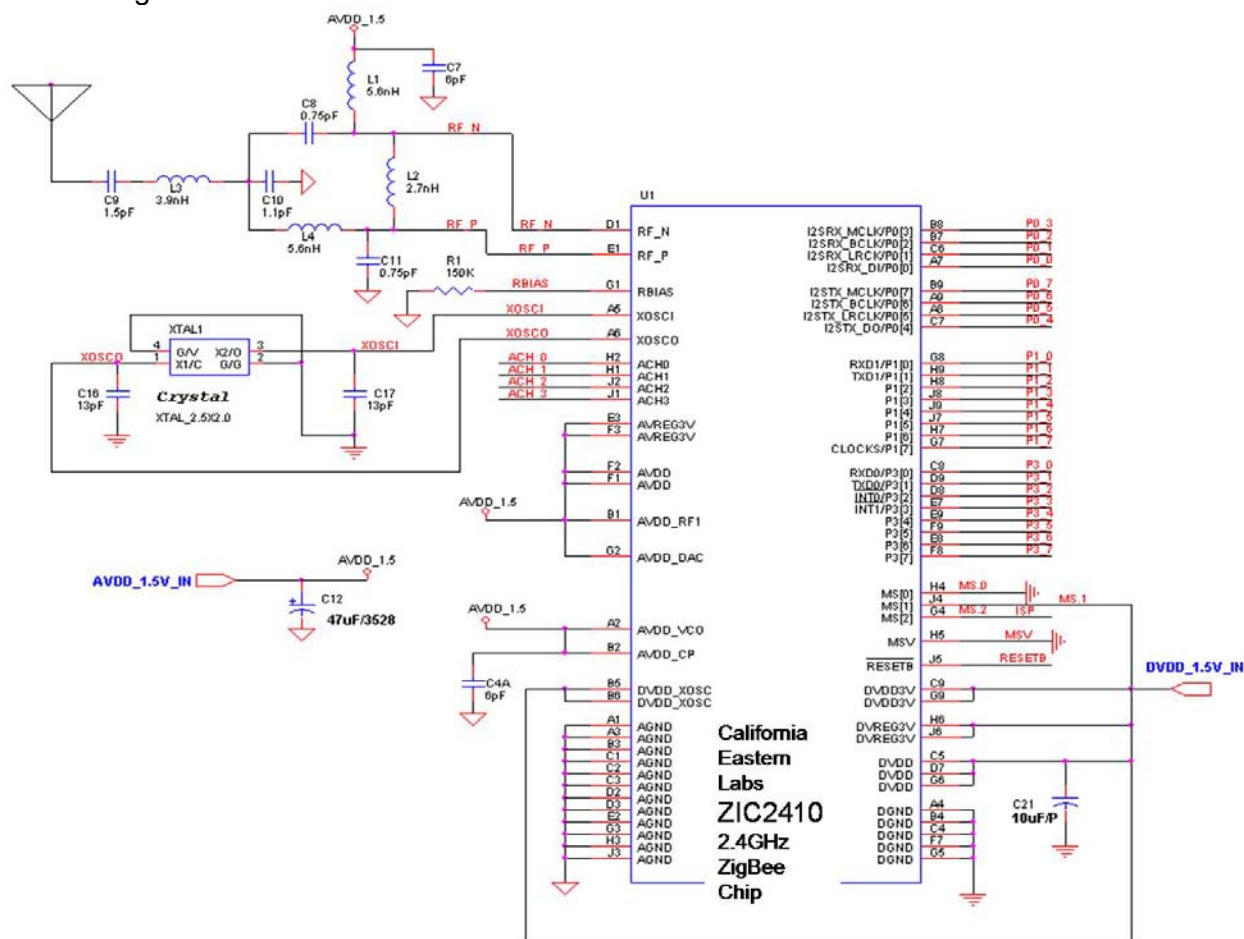 AVDD_1.5
C7
6pF
L1
5.6nH
C8
0.75pF
RF_N
L2
2.7nH
C9
1.5pF
L3
3.9nH
C10
1.1pF
L4
5.6nH
RF_P
C11
0.75pF
R1
150K
RBIAS
XOSCI
XOSCO
RF_N
RF_P
U1
D1 RF_N
E1 RF_P
G1 RBIAS
A5 XOSCI
A6 XOSCO
XTAL1
4 G/V X2/O 3
1 X1/C G/G 2
XOSCO
XOSCI
Crystal
XTAL_2.5X2.0
C16
13pF
C17
13pF
ACH_0 H2 ACH0
ACH_1 H1 ACH1
ACH_2 J2 ACH2
ACH_3 J1 ACH3
E3 AVREG3V
F3 AVREG3V
F2 AVDD
F1 AVDD
AVDD_1.5
B1 AVDD_RF1
G2 AVDD_DAC
AVDD_1.5V_IN
AVDD_1.5
C12
47uF/3528
AVDD_1.5
A2 AVDD_VCO
B2 AVDD_CP
C4A
6pF
B5 DVDD_XOSC
B6 DVDD_XOSC
A1 AGND
A3 AGND
B3 AGND
C1 AGND
C2 AGND
C3 AGND
D2 AGND
D3 AGND
E2 AGND
G3 AGND
H3 AGND
J3 AGND
California
Eastern
Labs
ZIC2410
2.4GHz
ZigBee
Chip
I2SRX_MCLK/P0[3] B8 P0_3
I2SRX_BCLK/P0[2] B7 P0_2
I2SRX_LRCK/P0[1] C6 P0_1
I2SRX_DI/P0[0] A7 P0_0
I2STX_MCLK/P0[7] B9 P0_7
I2STX_BCLK/P0[6] A9 P0_6
I2STX_LRCLK/P0[5] A8 P0_5
I2STX_DO/P0[4] C7 P0_4
RXD1/P1[0] G8 P1_0
TXD1/P1[1] H9 P1_1
P1[2] H8 P1_2
P1[3] J8 P1_3
P1[4] J9 P1_4
P1[5] J7 P1_5
P1[6] H7 P1_6
CLOCKS/P1[7] G7 P1_7
RXD0/P3[0] C8 P3_0
TXD0/P3[1] D9 P3_1
INT0/P3[2] D8 P3_2
INT1/P3[3] E7 P3_3
P3[4] E9 P3_4
P3[5] F9 P3_5
P3[6] E8 P3_6
P3[7] F8 P3_7
MS[0] H4 MS.0
MS[1] J4 MS.1
MS[2] G4 MS.2 ISP
MSV H5 MSV
RESETB J5 RESETB
DVDD_1.5V_IN
DVDD3V C9
DVDD3V G9
DVREG3V H6
DVREG3V J6
DVDD C5
DVDD D7
DVDD G6
C21
10uF/P
DGND A4
DGND B4
DGND C4
DGND F7
DGND G5